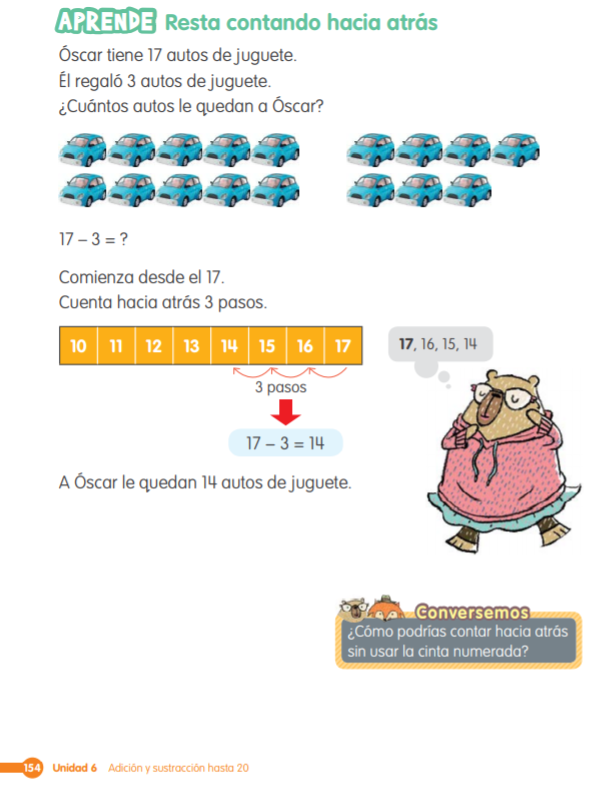 APRENDE Resta contando hacia atrás
Óscar tiene 17 autos de juguete.
Él regaló 3 autos de juguete.
¿Cuántos autos le quedan a Óscar?
17 – 3 = ?
Comienza desde el 17.
Cuenta hacia atrás 3 pasos.
10 11 12 13 14 15 16 17
17, 16, 15, 14
3 pasos
17 – 3 = 14
A Óscar le quedan 14 autos de juguete.
Conversemos
¿Cómo podrías contar hacia atrás
sin usar la cinta numerada?
154 Unidad 6 Adición y sustracción hasta 20